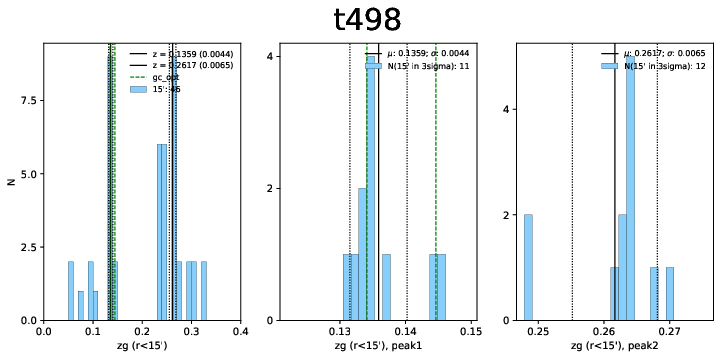 t498
z = 0.1359 (0.0044)
z = 0.2617 (0.0065)
gc_opt
15': 46
N
0.0
2.5
5.0
7.5
0.0 0.1 0.2 0.3 0.4
zg (r<15')
μ: 0.1359; σ: 0.0044
N(15' in 3sigma): 11
0
2
4
0.13 0.14 0.15
zg (r<15'), peak1
μ: 0.2617; σ: 0.0065
N(15' in 3sigma): 12
0
2
4
0.25 0.26 0.27
zg (r<15'), peak2